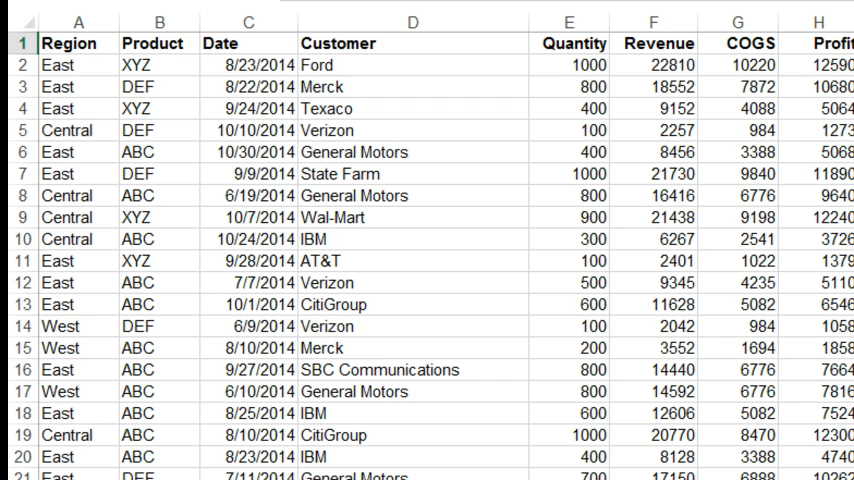 A B C D E F G H
1 Region Product Date Customer Quantity Revenue COGS Profit
2 East XYZ 8/23/2014 Ford 1000 22810 10220 12590
3 East DEF 8/22/2014 Merck 800 18552 7872 10680
4 East XYZ 9/24/2014 Texaco 400 9152 4088 5064
5 Central DEF 10/10/2014 Verizon 100 2257 984 1273
6 East ABC 10/30/2014 General Motors 400 8456 3388 5068
7 East DEF 9/9/2014 State Farm 1000 21730 9840 11890
8 Central ABC 6/19/2014 General Motors 800 16416 6776 9640
9 Central XYZ 10/7/2014 Wal-Mart 900 21438 9198 12240
10 Central ABC 10/24/2014 IBM 300 6267 2541 3726
11 East XYZ 9/28/2014 AT&T 100 2401 1022 1379
12 East ABC 7/7/2014 Verizon 500 9345 4235 5110
13 East ABC 10/1/2014 CitiGroup 600 11628 5082 6546
14 West DEF 6/9/2014 Verizon 100 2042 984 1058
15 West ABC 8/10/2014 Merck 200 3552 1694 1858
16 East ABC 9/27/2014 SBC Communications 800 14440 6776 7664
17 West ABC 6/10/2014 General Motors 800 14592 6776 7816
18 East ABC 8/25/2014 IBM 600 12606 5082 7524
19 Central ABC 8/10/2014 CitiGroup 1000 20770 8470 12300
20 East ABC 8/23/2014 IBM 400 8128 3388 4740
21 East DEF 7/11/2014 General Motors 700 17150 6888 10262